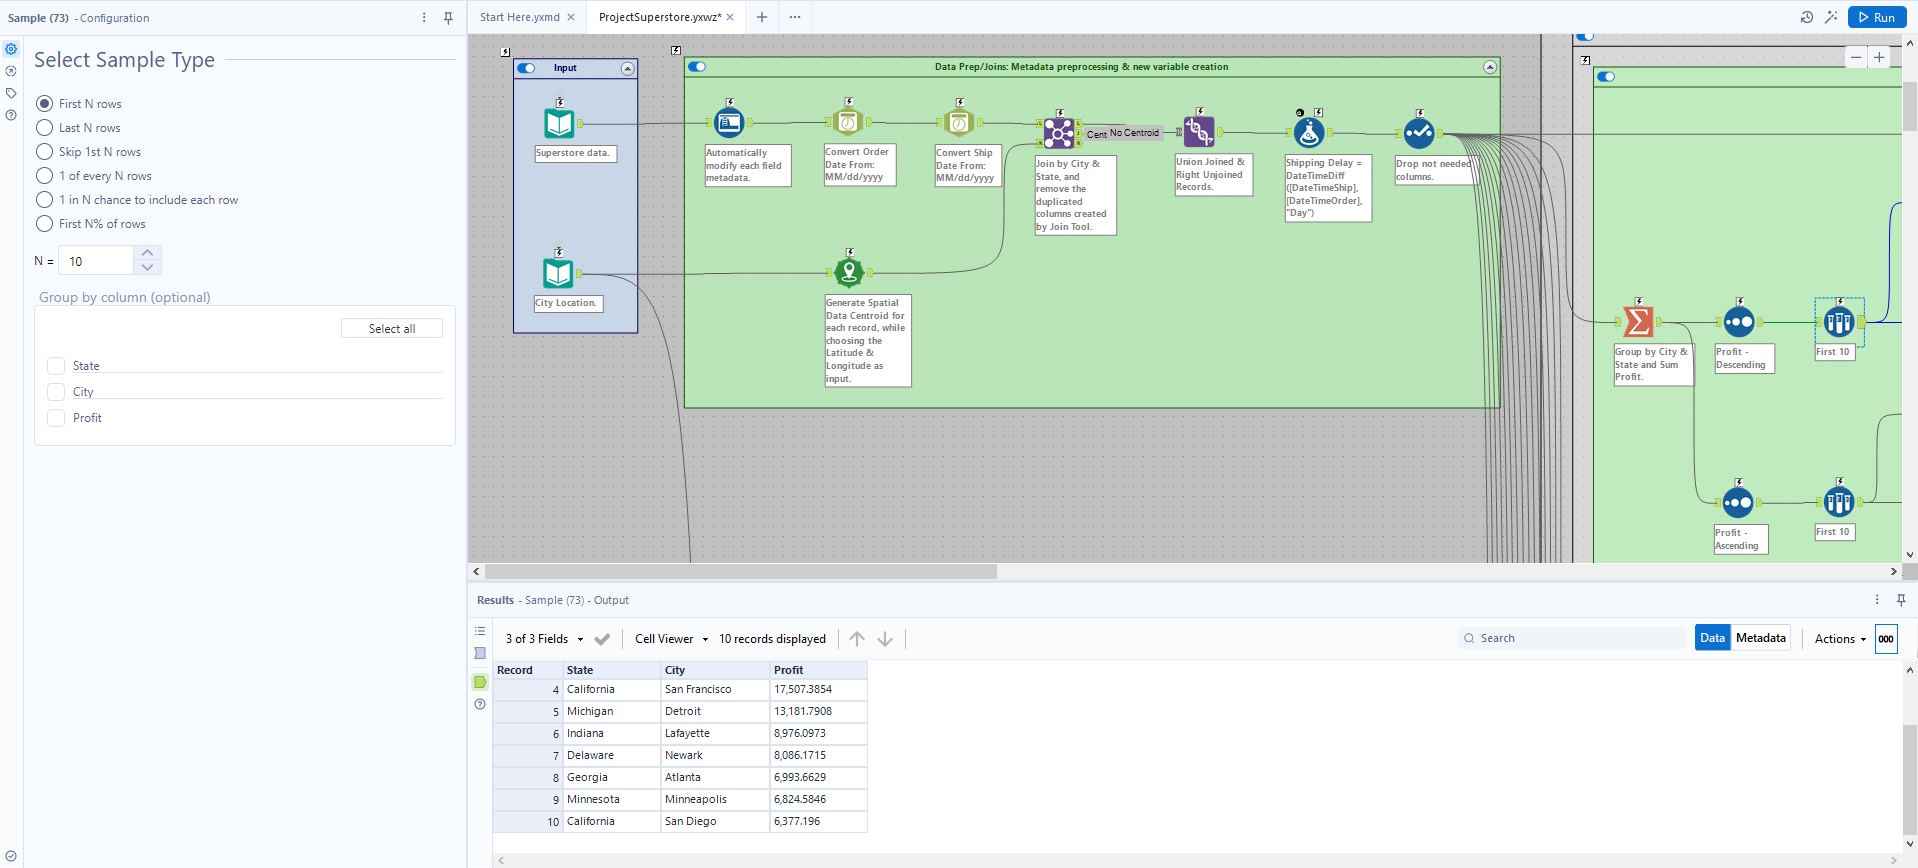 Sample (73) - Configuration
Select Sample Type
First N rows
Last N rows
Skip 1st N rows
1 of every N rows
1 in N chance to include each row
First N% of rows
N = 10
Group by column (optional)
Select all
State
City
Profit
Start Here.yxmd
ProjectSuperstore.yxwz*
Run
Input
Superstore data.
City Location.
Data Prep/Joins: Metadata preprocessing & new variable creation
Automatically
modify each field
metadata.
Convert Order
Date From:
MM/dd/yyyy
Convert Ship
Date From:
MM/dd/yyyy
Cent
No Centroid
Join by City &
State, and
remove the
duplicated
columns created
by Join Tool.
Union Joined &
Right Unjoined
Records.
Shipping Delay =
DateTimeDiff
([DateTimeShip],
[DateTimeOrder],
"Day")
Drop not needed
columns.
Generate Spatial
Data Centroid for
each record, while
choosing the
Latitude &
Longitude as
input.
Group by City &
State and Sum
Profit.
Profit -
Descending
First 10
Profit -
Ascending
First 10
Results - Sample (73) - Output
3 of 3 Fields
Cell Viewer
10 records displayed
Search
Data
Metadata
Actions
000
Record State City Profit
4 California San Francisco 17,507.3854
5 Michigan Detroit 13,181.7908
6 Indiana Lafayette 8,976.0973
7 Delaware Newark 8,086.1715
8 Georgia Atlanta 6,993.6629
9 Minnesota Minneapolis 6,824.5846
10 California San Diego 6,377.196